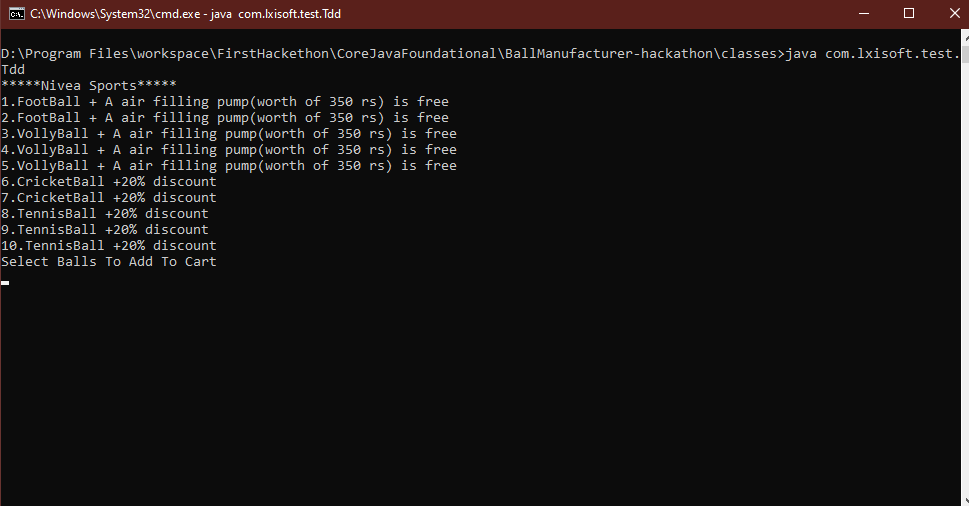 C:\Windows\System32\cmd.exe - java  com.lxisoft.test.Tdd
D:\Program Files\workspace\FirstHackethon\CoreJavaFoundational\BallManufacturer-hackathon\classes>java com.lxisoft.test.
Tdd
*****Nivea Sports*****
1.FootBall + A air filling pump(worth of 350 rs) is free
2.FootBall + A air filling pump(worth of 350 rs) is free
3.VollyBall + A air filling pump(worth of 350 rs) is free
4.VollyBall + A air filling pump(worth of 350 rs) is free
5.VollyBall + A air filling pump(worth of 350 rs) is free
6.CricketBall +20% discount
7.CricketBall +20% discount
8.TennisBall +20% discount
9.TennisBall +20% discount
10.TennisBall +20% discount
Select Balls To Add To Cart